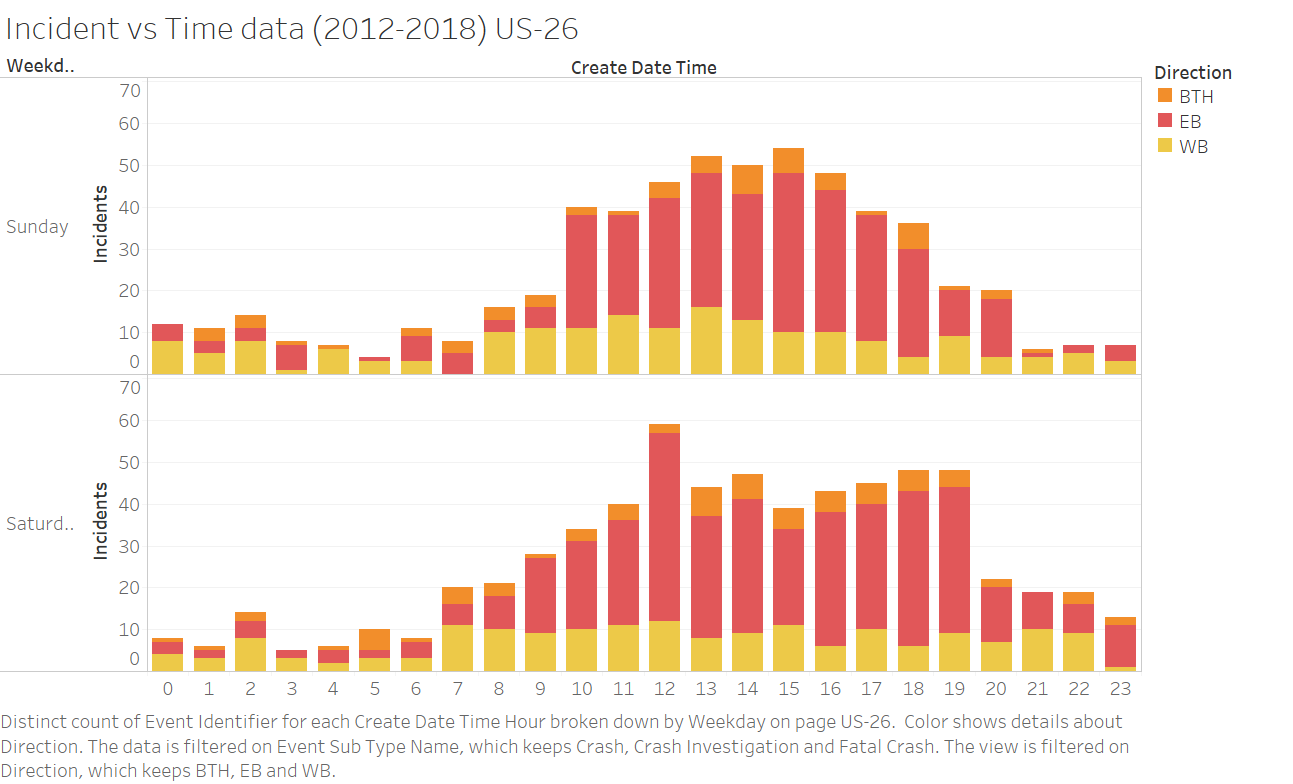 Incident vs Time data (2012-2018) US-26
Weekd..
Create Date Time
Direction
BTH
EB
WB
Sunday
Incidents
70
60
50
40
30
20
10
0
Saturd..
Incidents
70
60
50
40
30
20
10
0
0 1 2 3 4 5 6 7 8 9 10 11 12 13 14 15 16 17 18 19 20 21 22 23
Distinct count of Event Identifier for each Create Date Time Hour broken down by Weekday on page US-26.  Color shows details about
Direction. The data is filtered on Event Sub Type Name, which keeps Crash, Crash Investigation and Fatal Crash. The view is filtered on
Direction, which keeps BTH, EB and WB.